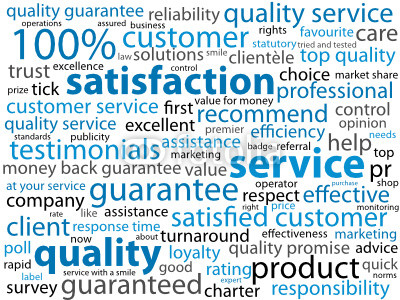 quality guarantee reliability quality service
operations assured business rights favourite care
100% customer statutory tried and tested
law solutions smile clientèle top quality
trust excellence control choice market share
prize tick satisfaction professional
customer service first value for money recommend control
quality service excellent premier efficiency opinion
standards publicity badge referral help needs
testimonials assistance marketing service top
money back guarantee value pr
at your service guarantee operator purchase shop
company respect effective
rate like assistance right price monitoring
client response time satisfied customer
now about turnaround effectiveness marketing
poll quality loyalty quality promise advice
rapid service with a smile good rating product quick
label expert norms
survey guaranteed charter responsibility